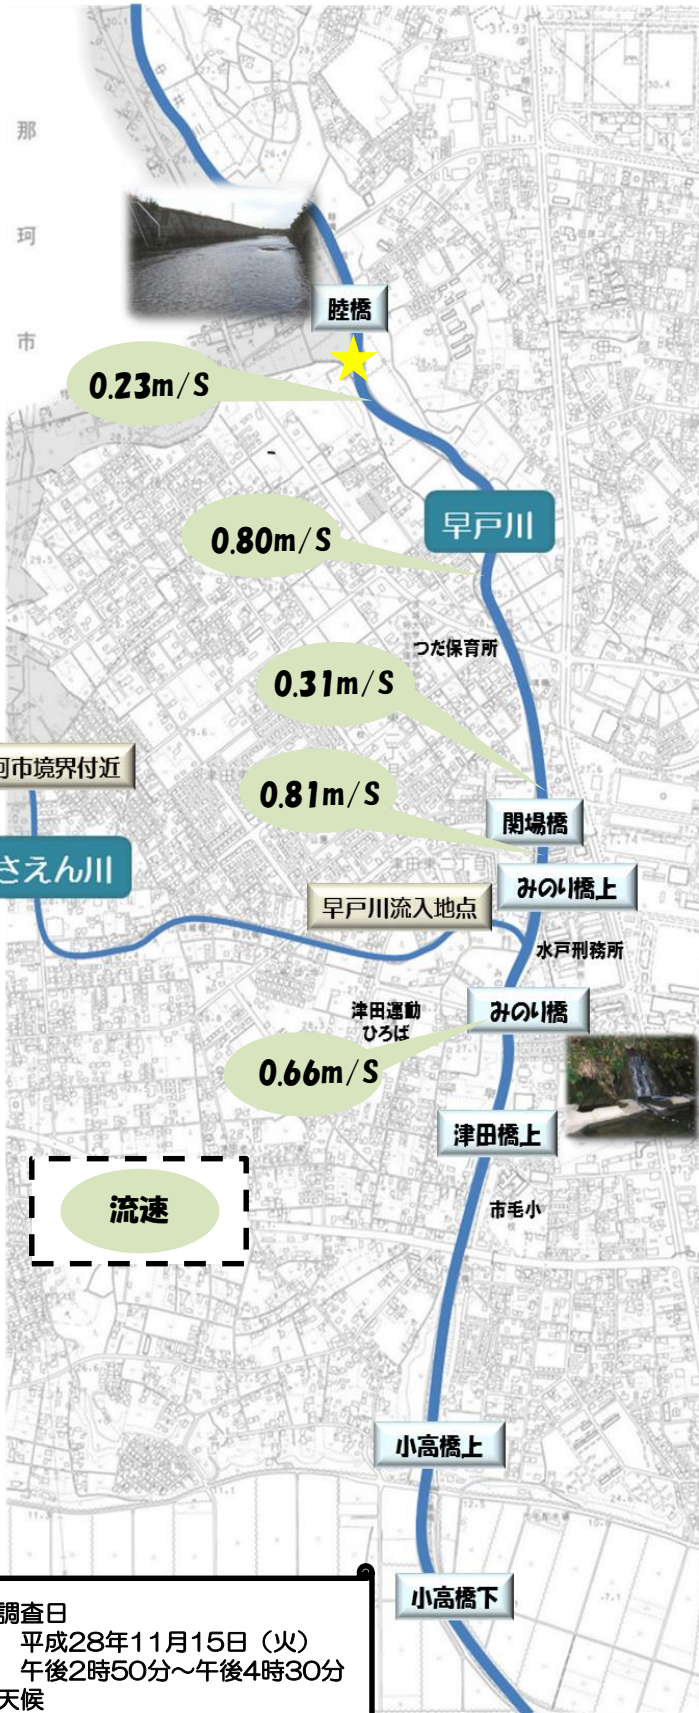 那
珂
市
睦橋
0.23m/S
早戸川
0.80m/S
つだ保育所
0.31m/S
可市境界付近
0.81m/S
関場橋
さえん川
みのり橋上
早戸川流入地点
水戸刑務所
津田運動
ひろば
みのり橋
0.66m/S
津田橋上
流速
市毛小
小高橋上
小高橋下
調査日
平成28年11月15日（火）
午後2時50分～午後4時30分
天候